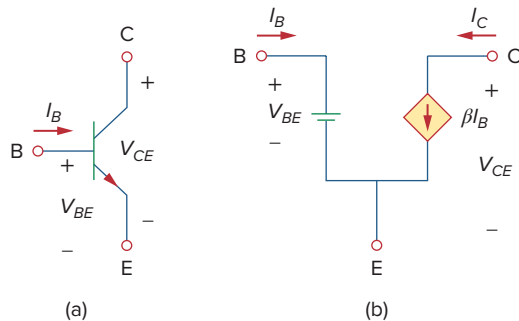 C
+
I_B
B
+
V_CE
V_BE
−
−
E
(a)
I_B
I_C
B
C
+
+
V_BE
βI_B
−
V_CE
−
E
(b)